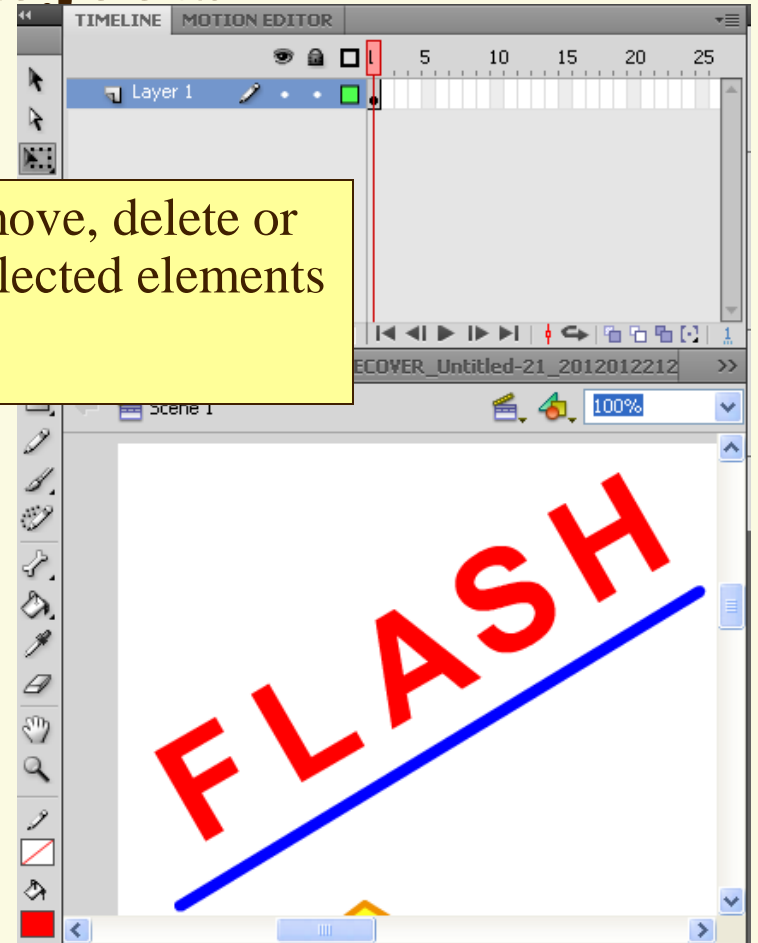 TIMELINE MOTION EDITOR
1 5 10 15 20 25
Layer 1
move, delete or
lected elements
1
ECOVER_Untitled-21_2012012212
Scene 1
100%
FLASH